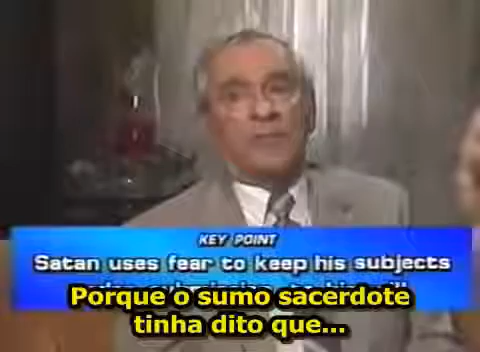 KEY POINT
Satan uses fear to keep his subjects
Porque o sumo sacerdote
tinha dito que...